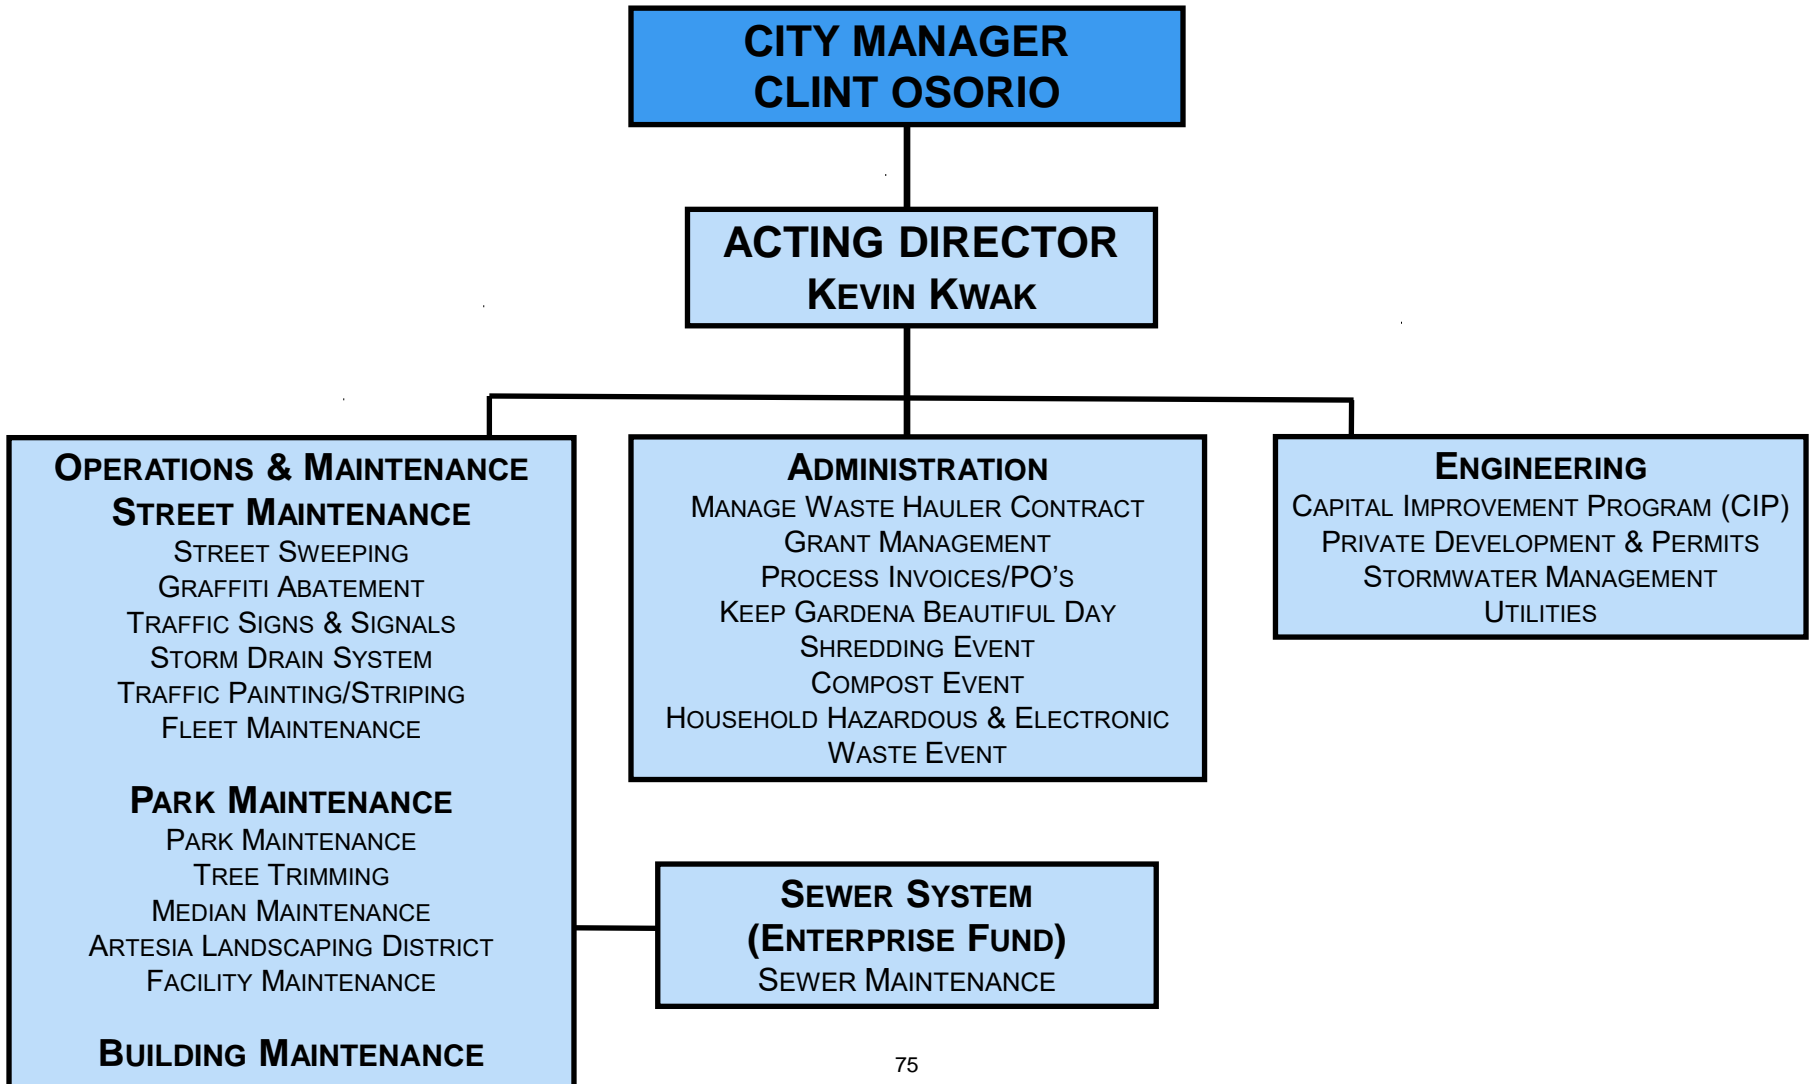 CITY MANAGER
CLINT OSORIO
ACTING DIRECTOR
KEVIN KWAK
OPERATIONS & MAINTENANCE
STREET MAINTENANCE
STREET SWEEPING
GRAFFITI ABATEMENT
TRAFFIC SIGNS & SIGNALS
STORM DRAIN SYSTEM
TRAFFIC PAINTING/STRIPING
FLEET MAINTENANCE
PARK MAINTENANCE
PARK MAINTENANCE
TREE TRIMMING
MEDIAN MAINTENANCE
ARTESIA LANDSCAPING DISTRICT
FACILITY MAINTENANCE
BUILDING MAINTENANCE
ADMINISTRATION
MANAGE WASTE HAULER CONTRACT
GRANT MANAGEMENT
PROCESS INVOICES/PO'S
KEEP GARDENA BEAUTIFUL DAY
SHREDDING EVENT
COMPOST EVENT
HOUSEHOLD HAZARDOUS & ELECTRONIC
WASTE EVENT
ENGINEERING
CAPITAL IMPROVEMENT PROGRAM (CIP)
PRIVATE DEVELOPMENT & PERMITS
STORMWATER MANAGEMENT
UTILITIES
SEWER SYSTEM
(ENTERPRISE FUND)
SEWER MAINTENANCE
75